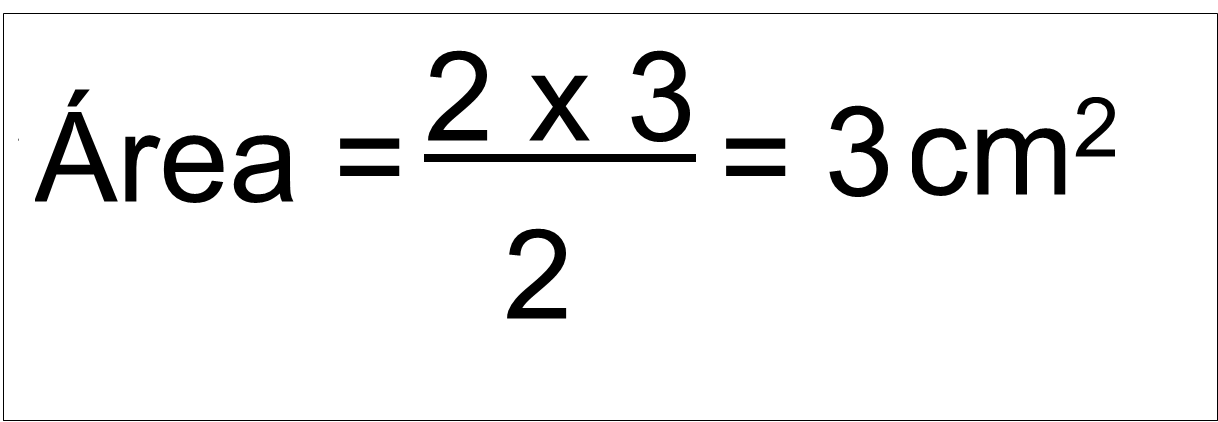 Área = 2 x 3 / 2 = 3 cm²